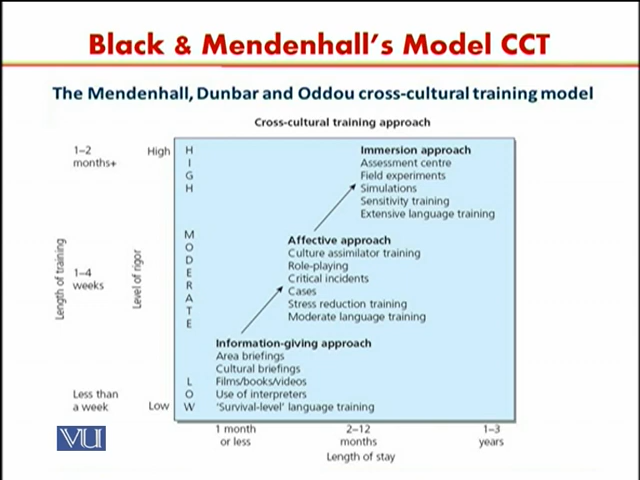 Black & Mendenhall's Model CCT
The Mendenhall, Dunbar and Oddou cross-cultural training model
Cross-cultural training approach
1–2
months+
High
HIGH
Immersion approach
Assessment centre
Field experiments
Simulations
Sensitivity training
Extensive language training
Length of training
1–4
weeks
Level of rigor
MODERATE
Affective approach
Culture assimilator training
Role-playing
Critical incidents
Cases
Stress reduction training
Moderate language training
Information-giving approach
Area briefings
Cultural briefings
Films/books/videos
Use of interpreters
'Survival-level' language training
Less than
a week
Low
LOW
1 month
or less
2–12
months
1–3
years
Length of stay
VU